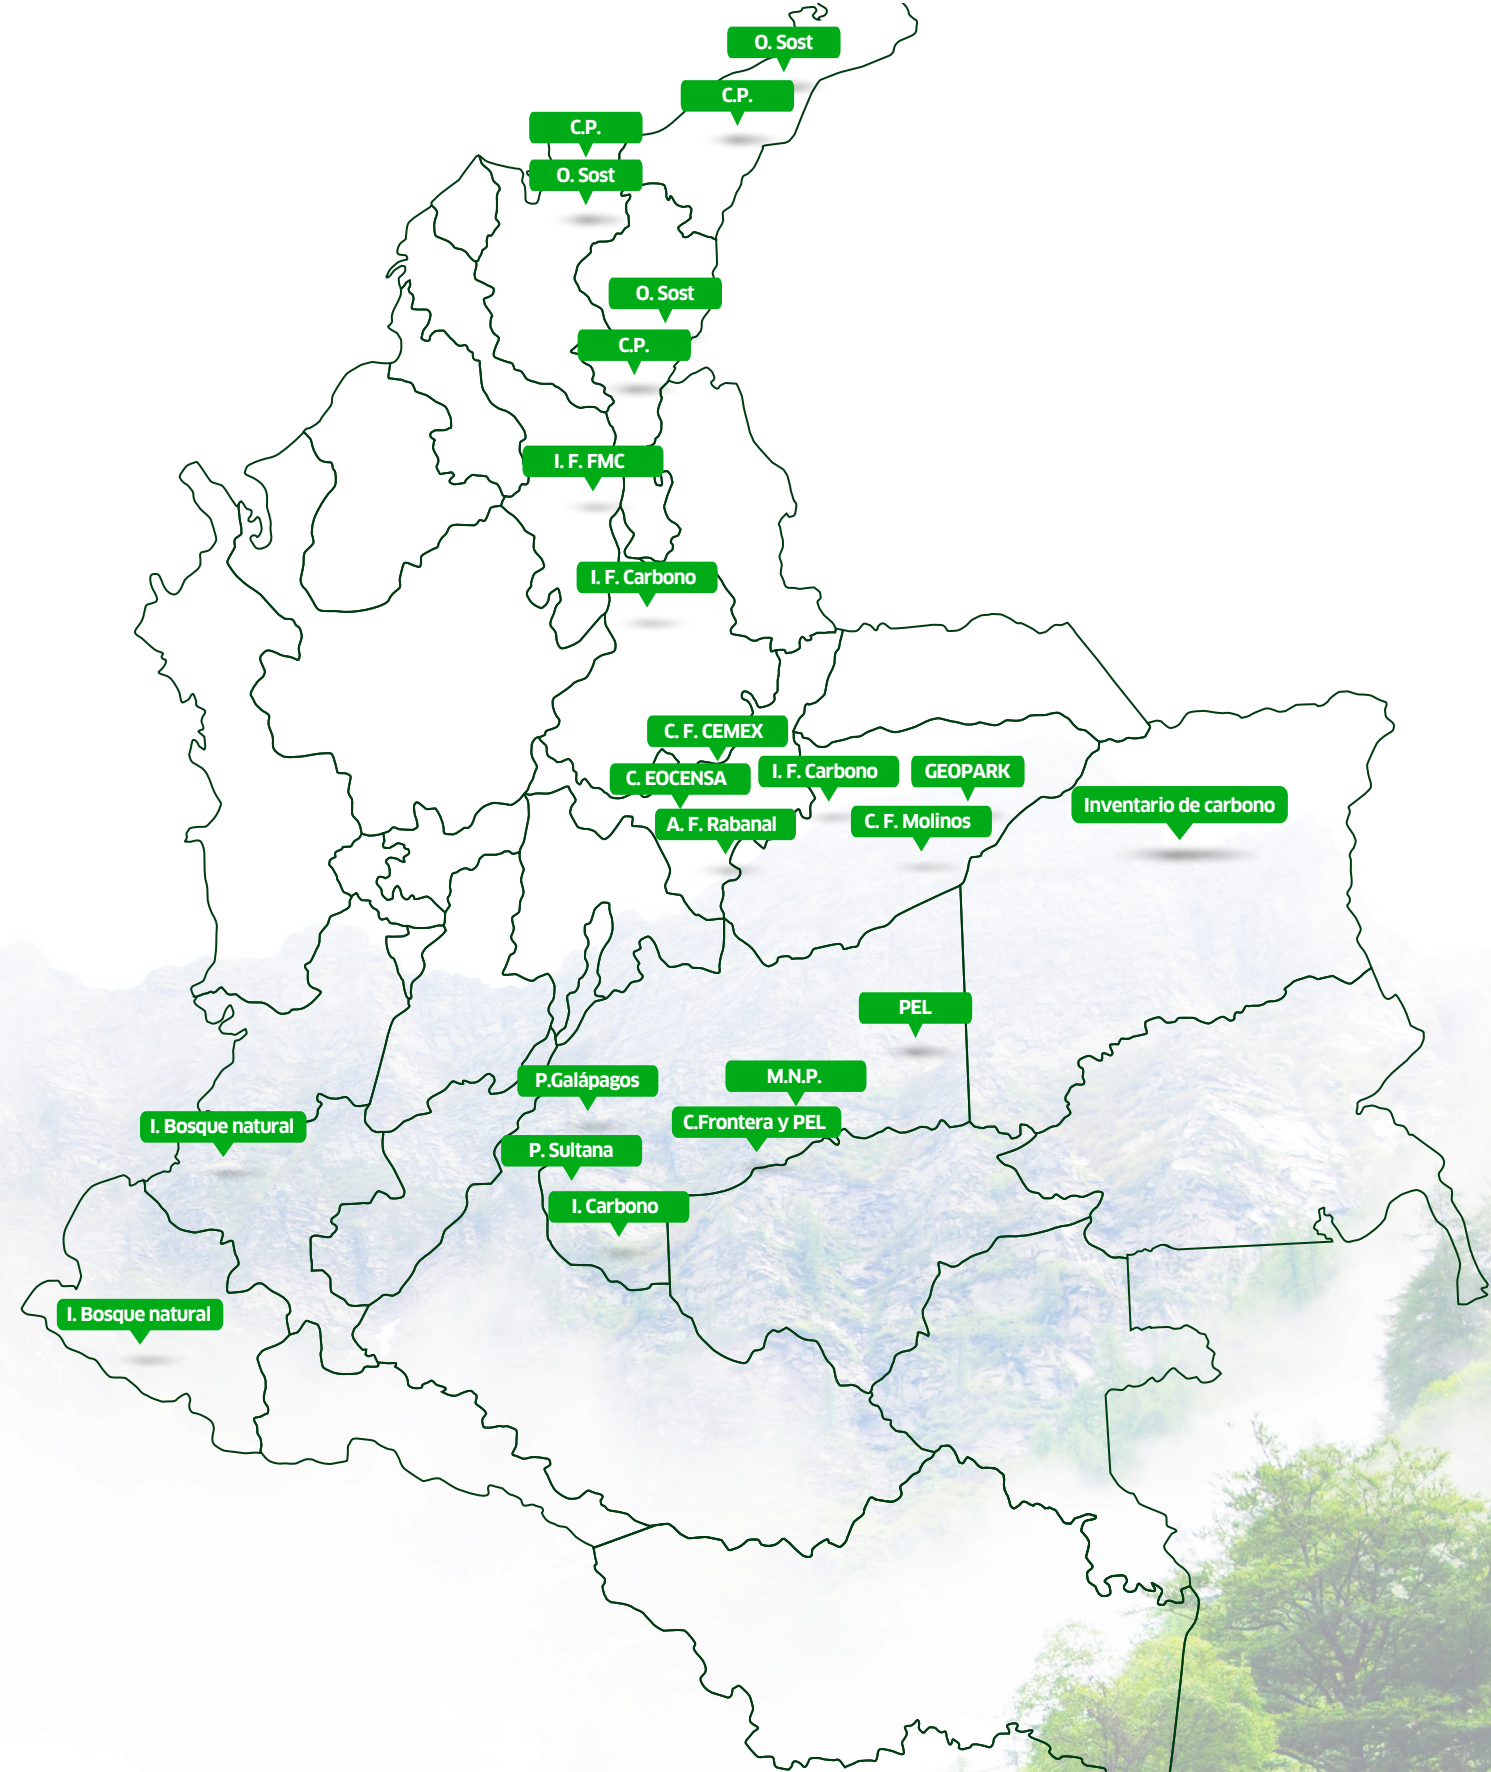 O. Sost
C.P.
C.P.
O. Sost
O. Sost
C.P.
I. F. FMC
I. F. Carbono
C. F. CEMEX
C. EOCENSA
I. F. Carbono
GEOPARK
A. F. Rabanal
C. F. Molinos
Inventario de carbono
PEL
P.Galápagos
M.N.P.
C.Frontera y PEL
I. Bosque natural
P. Sultana
I. Carbono
I. Bosque natural